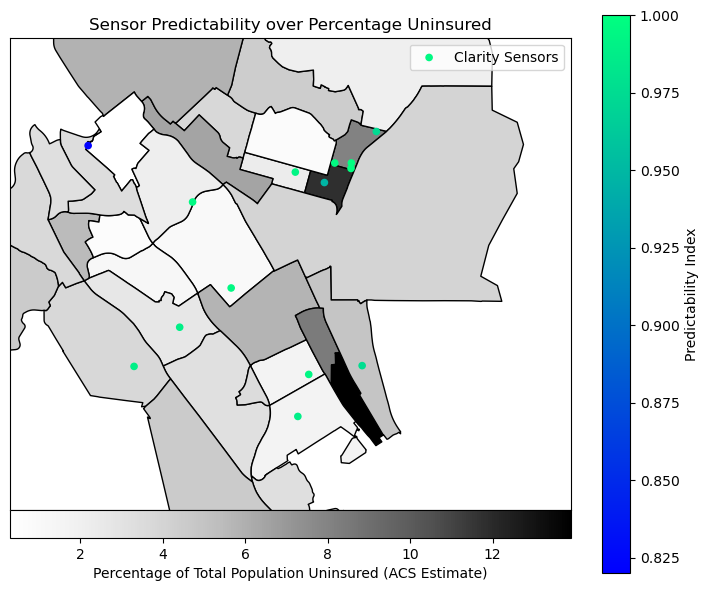 Sensor Predictability over Percentage Uninsured
Clarity Sensors
1.000
0.975
0.950
0.925
0.900
0.875
0.850
0.825
Predictability Index
2 4 6 8 10 12
Percentage of Total Population Uninsured (ACS Estimate)